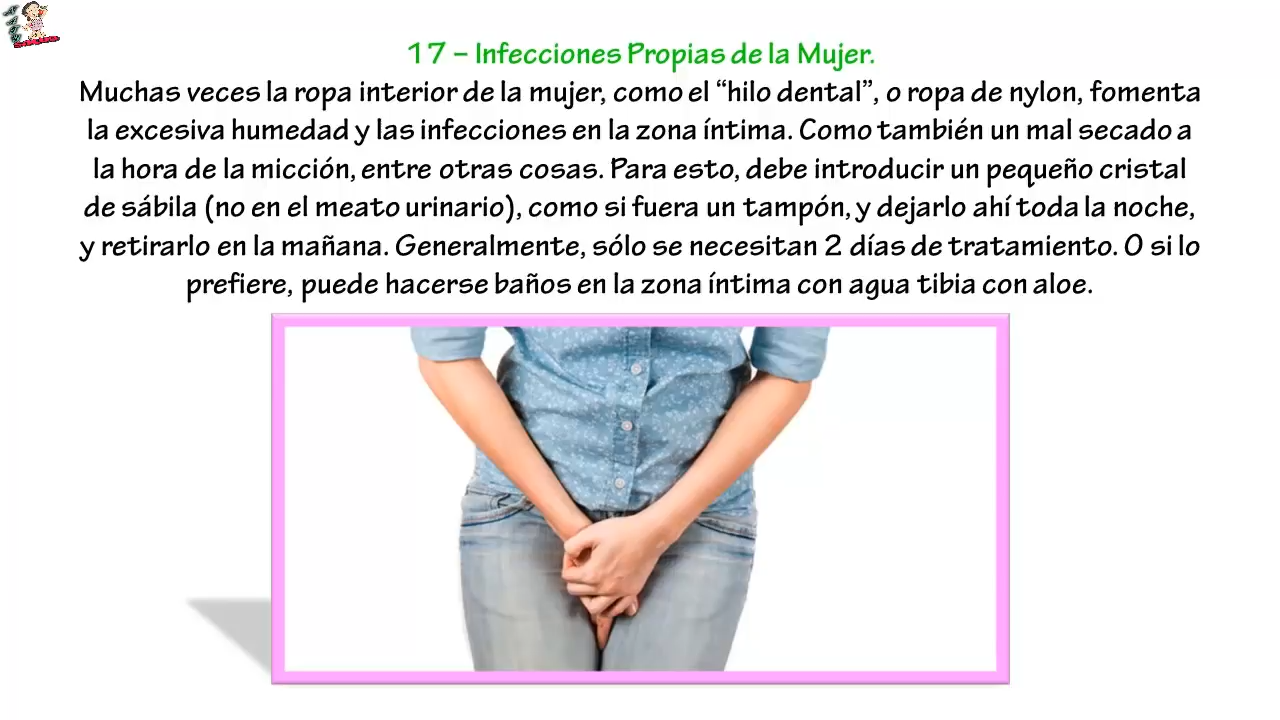 17 – Infecciones Propias de la Mujer.
Muchas veces la ropa interior de la mujer, como el “hilo dental”, o ropa de nylon, fomenta
la excesiva humedad y las infecciones en la zona íntima. Como también un mal secado a
la hora de la micción, entre otras cosas. Para esto, debe introducir un pequeño cristal
de sábila (no en el meato urinario), como si fuera un tampón, y dejarlo ahí toda la noche,
y retirarlo en la mañana. Generalmente, sólo se necesitan 2 días de tratamiento. O si lo
prefiere, puede hacerse baños en la zona íntima con agua tibia con aloe.